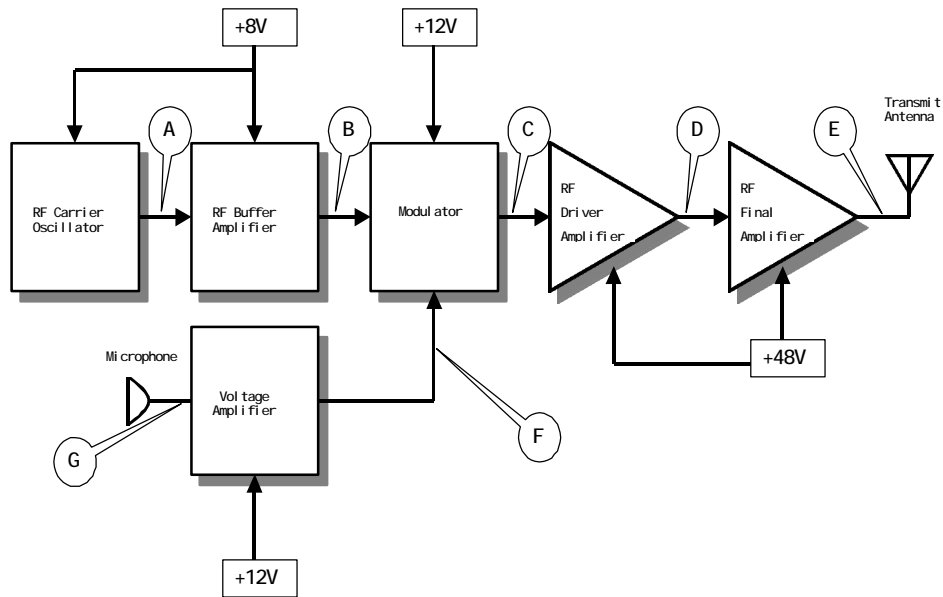 +8V
+12V
Transmit
Antenna
A
B
C
D
E
RF Carrier
Oscillator
RF Buffer
Amplifier
Modulator
RF
Driver
Amplifier
RF
Final
Amplifier
Microphone
Voltage
Amplifier
+48V
F
G
+12V